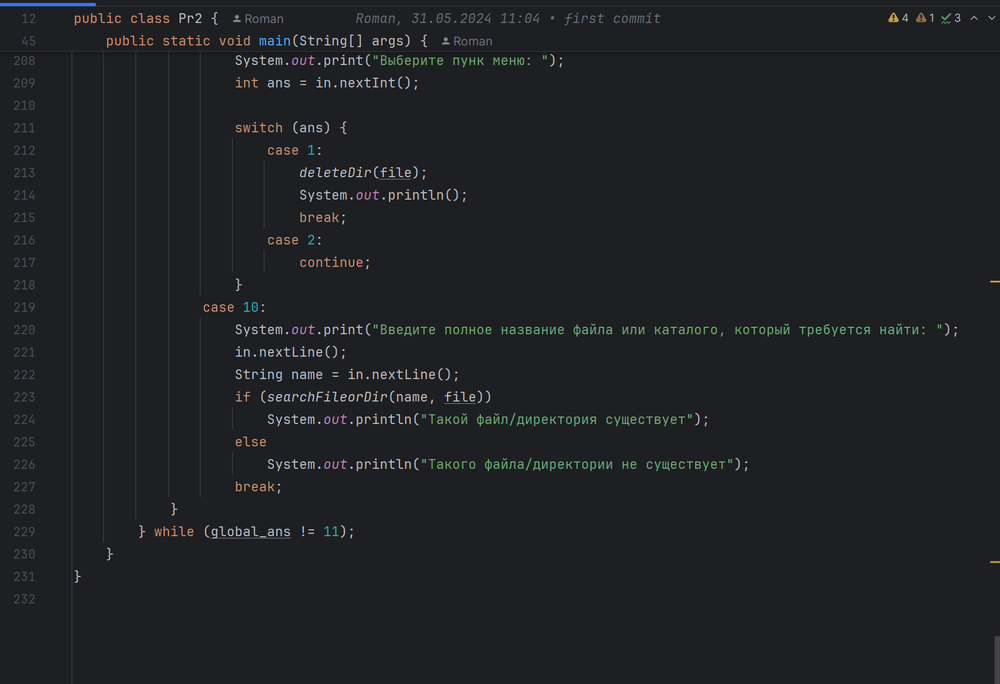 12 public class Pr2 { Roman Roman, 31.05.2024 11:04 • first commit 4 1 3
45 public static void main(String[] args) { Roman
208 System.out.print("Выберите пунк меню: ");
209 int ans = in.nextInt();
210
211 switch (ans) {
212 case 1:
213 deleteDir(file);
214 System.out.println();
215 break;
216 case 2:
217 continue;
218 }
219 case 10:
220 System.out.print("Введите полное название файла или каталого, который требуется найти: ");
221 in.nextLine();
222 String name = in.nextLine();
223 if (searchFileorDir(name, file))
224 System.out.println("Такой файл/директория существует");
225 else
226 System.out.println("Такого файла/директории не существует");
227 break;
228 }
229 } while (global_ans != 11);
230 }
231 }
232